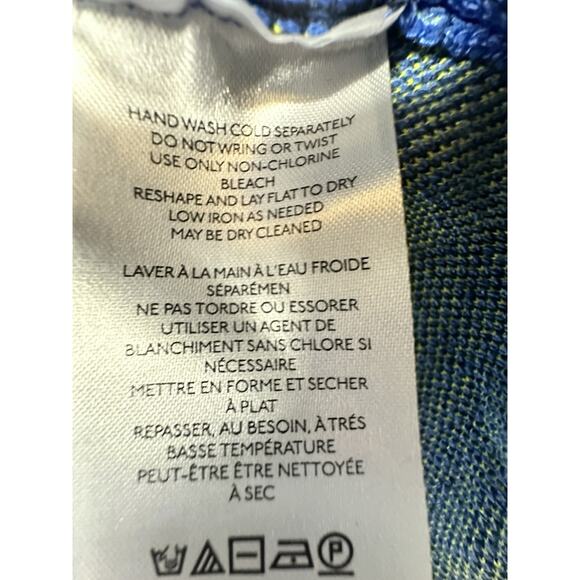 HAND WASH COLD SEPARATELY
DO NOT WRING OR TWIST
USE ONLY NON-CHLORINE
BLEACH
RESHAPE AND LAY FLAT TO DRY
LOW IRON AS NEEDED
MAY BE DRY CLEANED
LAVER À LA MAIN À L'EAU FROIDE
SÉPARÉMEN
NE PAS TORDRE OU ESSORER
UTILISER UN AGENT DE
BLANCHIMENT SANS CHLORE SI
NÉCESSAIRE
METTRE EN FORME ET SECHER
À PLAT
REPASSER, AU BESOIN, À TRÉS
BASSE TEMPÉRATURE
PEUT-ÊTRE ÊTRE NETTOYÉE
À SEC
P